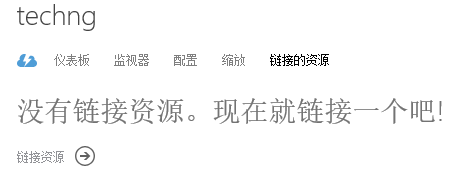 techng
仪表板 监视器 配置 缩放 链接的资源
没有链接资源。现在就链接一个吧!
链接资源